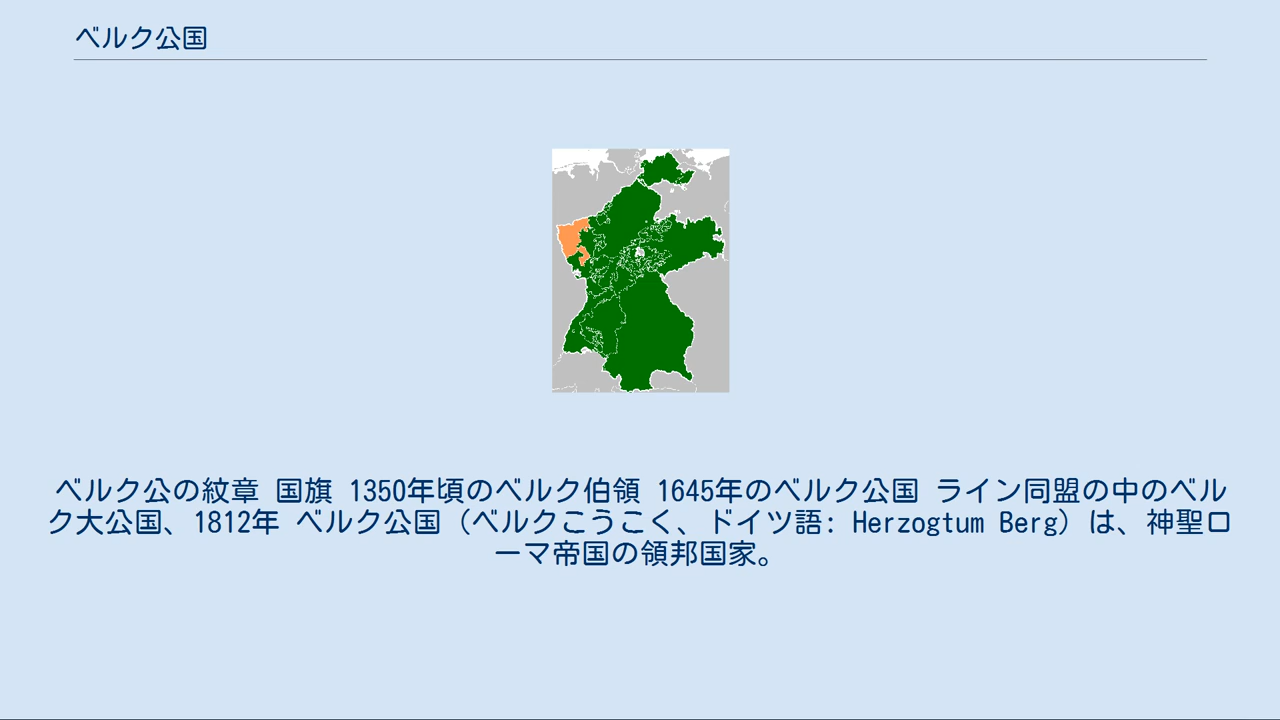 ベルク公国
ベルク公の紋章 国旗 1350年頃のベルク伯領 1645年のベルク公国 ライン同盟の中のベル
ク大公国、1812年 ベルク公国（ベルクこうこく、ドイツ語: Herzogtum Berg）は、神聖ロ
ーマ帝国の領邦国家。